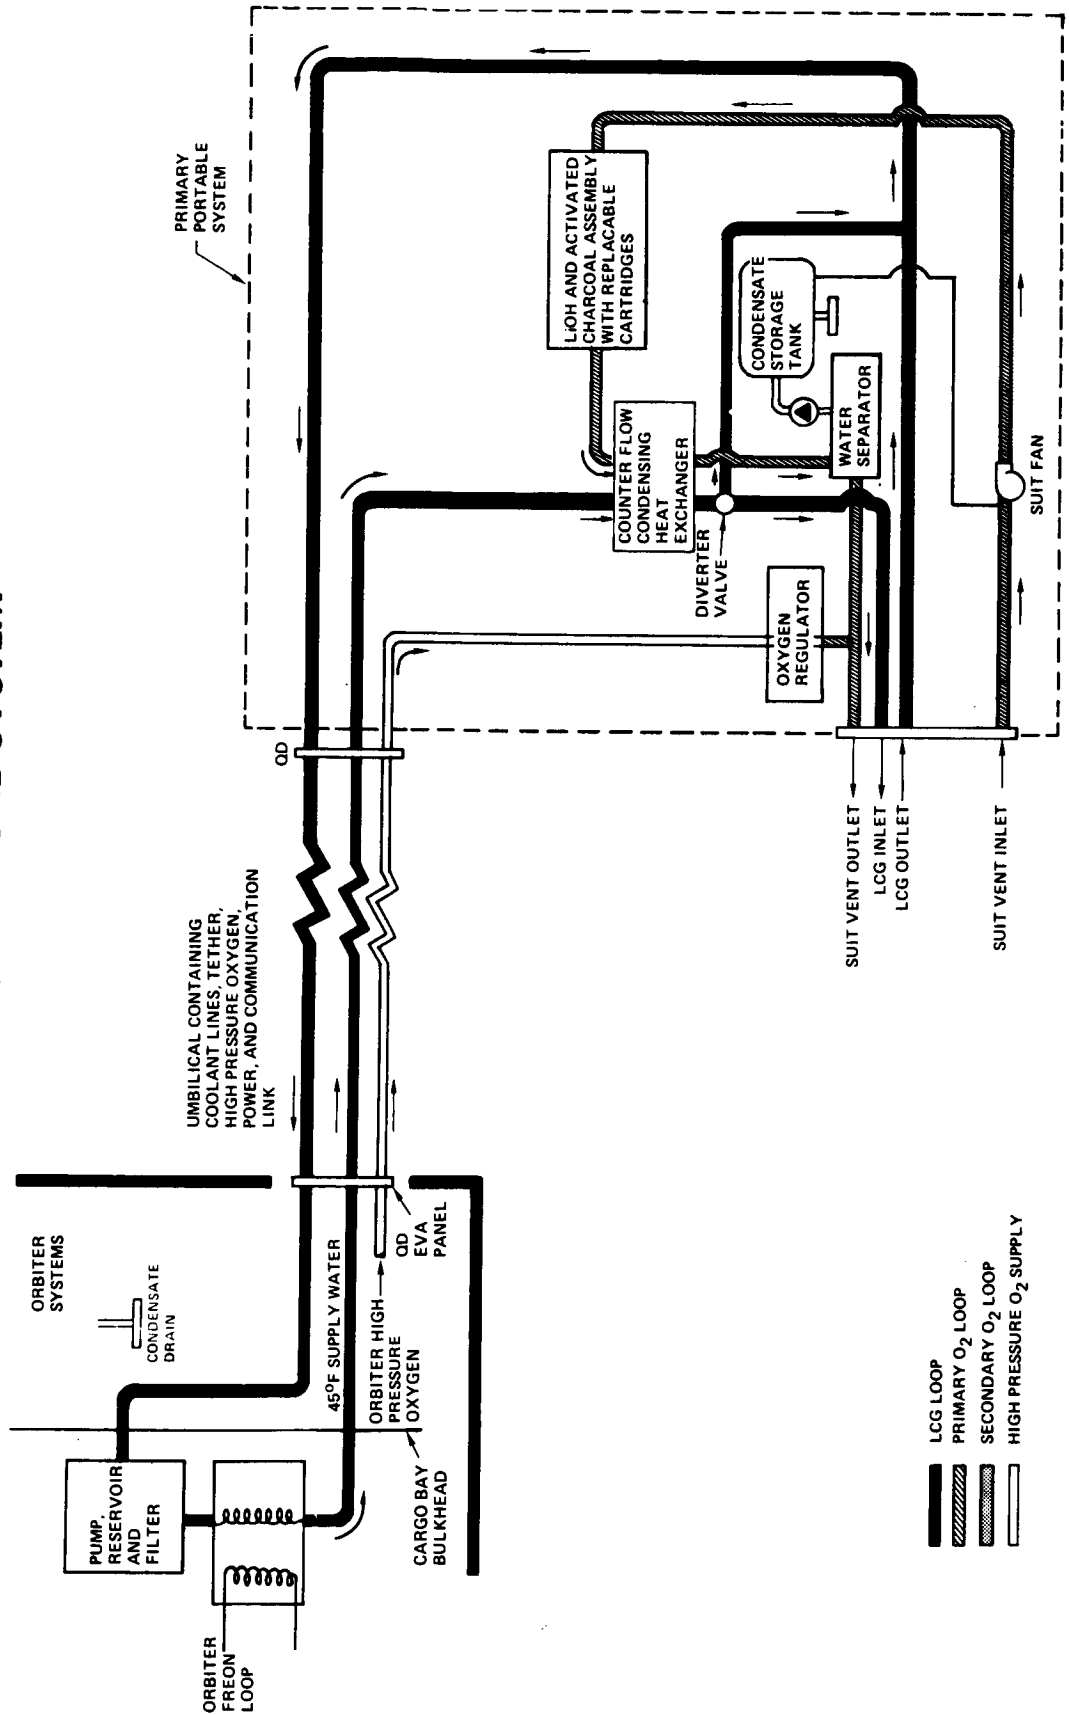 PRIMARY
PORTABLE
SYSTEM
UMBILICAL CONTAINING
COOLANT LINES, TETHER,
HIGH PRESSURE OXYGEN,
POWER, AND COMMUNICATION
LINK
QD
LiOH AND ACTIVATED
CHARCOAL ASSEMBLY
WITH REPLACABLE
CARTRIDGES
COUNTER FLOW
CONDENSING
HEAT
EXCHANGER
CONDENSATE
STORAGE
TANK
WATER
SEPARATOR
DIVERTER
VALVE
OXYGEN
REGULATOR
SUIT FAN
SUIT VENT OUTLET
LCG INLET
LCG OUTLET
SUIT VENT INLET
ORBITER
SYSTEMS
CONDENSATE
DRAIN
45°F SUPPLY WATER
ORBITER HIGH
PRESSURE
OXYGEN
QD
EVA
PANEL
PUMP,
RESERVOIR
AND
FILTER
CARGO BAY
BULKHEAD
ORBITER
FREON
LOOP
LCG LOOP
PRIMARY O2 LOOP
SECONDARY O2 LOOP
HIGH PRESSURE O2 SUPPLY